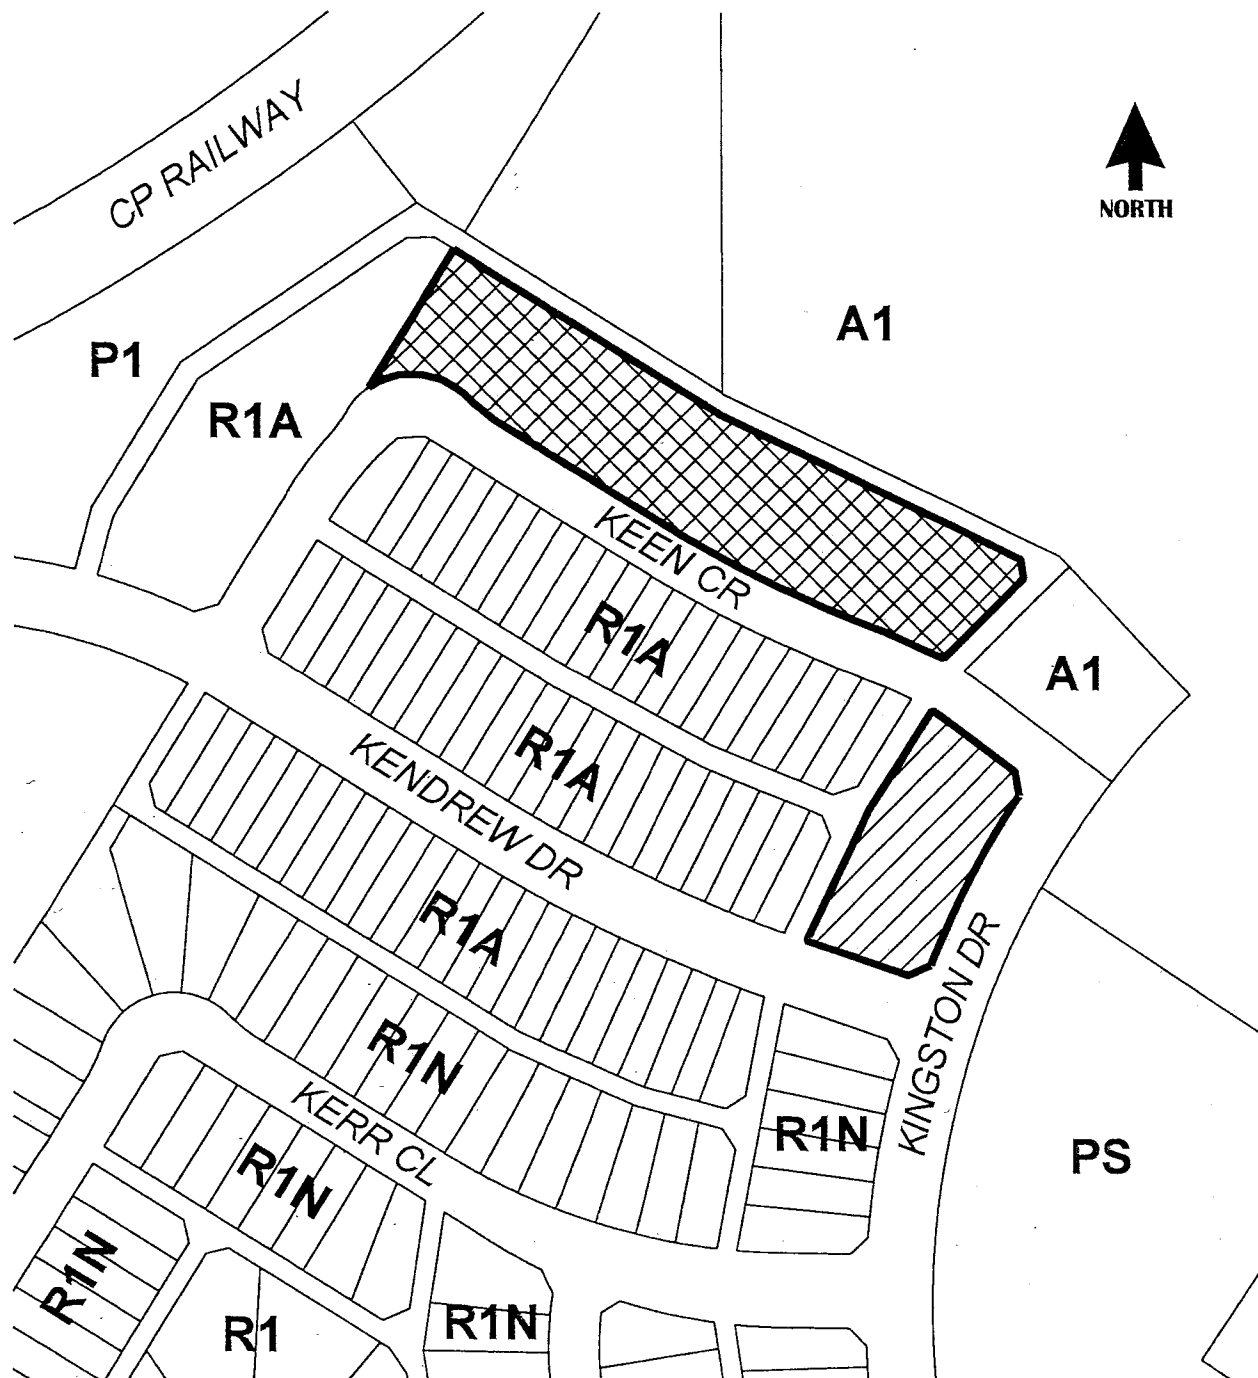 CP RAILWAY
NORTH
A1
P1
R1A
KEEN CR
R1A
A1
R1A
KENDREW DR
R1A
KINGSTON DR
R1N
R1N
PS
KERR CL
R1N
R1N
R1
R1N